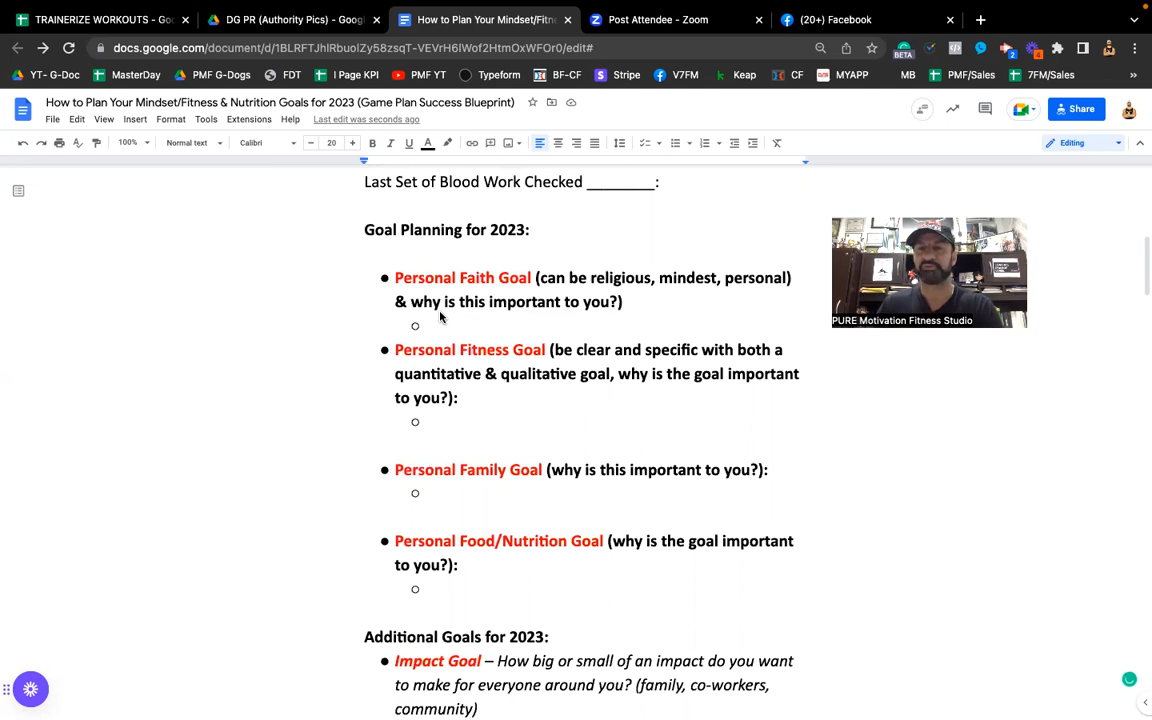 TRAINERIZE WORKOUTS - Goo
DG PR (Authority Pics) - Googl
How to Plan Your Mindset/Fitne
Post Attendee - Zoom
(20+) Facebook
docs.google.com/document/d/1BLRFTJhlRbuolZy58zsqT-VEVrH6lWof2HtmOxWFOr0/edit#
BETA
2
4
YT- G-Doc
MasterDay
PMF G-Dogs
FDT
I Page KPI
PMF YT
Typeform
BF-CF
Stripe
V7FM
Keap
CF
MYAPP
MB
PMF/Sales
7FM/Sales
»
How to Plan Your Mindset/Fitness & Nutrition Goals for 2023 (Game Plan Success Blueprint)
File Edit View Insert Format Tools Extensions Help Last edit was seconds ago
Share
100% Normal text Calibri 20 B I U A Editing
Last Set of Blood Work Checked ________:
Goal Planning for 2023:
● Personal Faith Goal (can be religious, mindest, personal)
& why is this important to you?)
○
● Personal Fitness Goal (be clear and specific with both a
quantitative & qualitative goal, why is the goal important
to you?):
○
● Personal Family Goal (why is this important to you?):
○
● Personal Food/Nutrition Goal (why is the goal important
to you?):
○
Additional Goals for 2023:
● Impact Goal – How big or small of an impact do you want
to make for everyone around you? (family, co-workers,
community)
PURE Motivation Fitness Studio